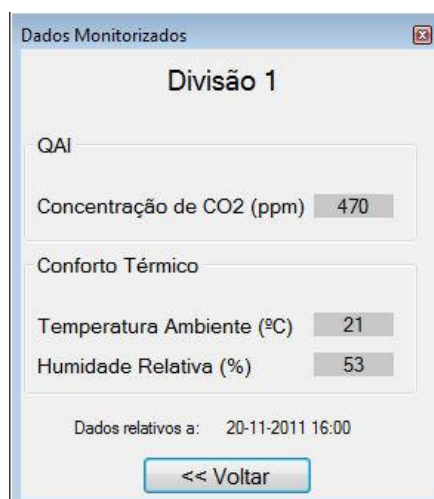 Dados Monitorizados
Divisão 1
QAI
Concentração de CO2 (ppm) 470
Conforto Térmico
Temperatura Ambiente (ºC) 21
Humidade Relativa (%) 53
Dados relativos a: 20-11-2011 16:00
<< Voltar